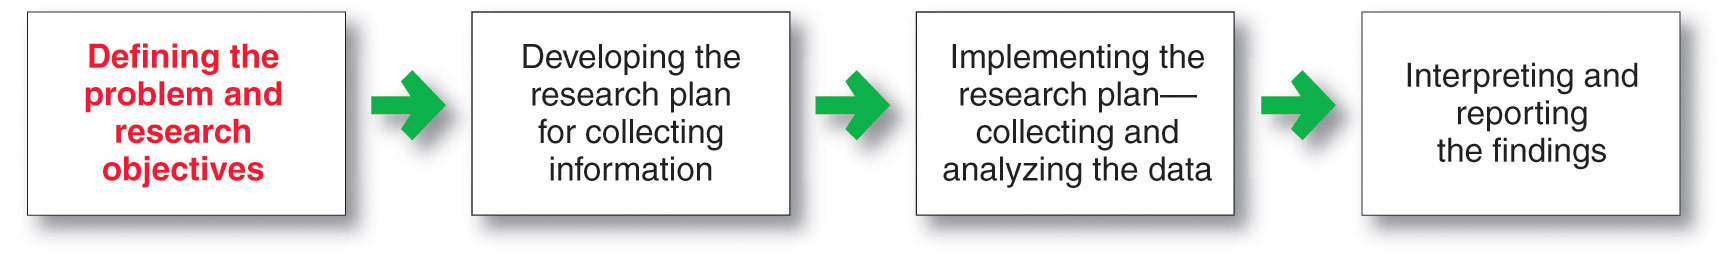 Defining the
problem and
research
objectives
Developing the
research plan
for collecting
information
Implementing the
research plan—
collecting and
analyzing the data
Interpreting and
reporting
the findings